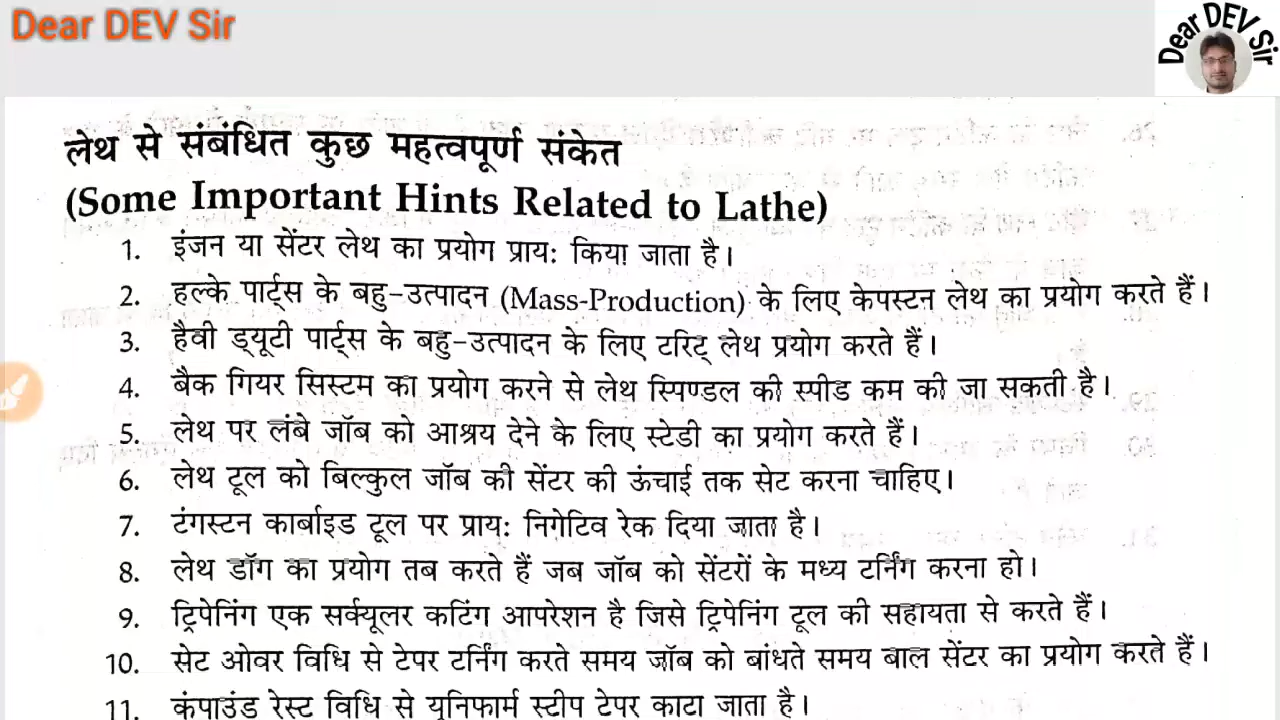 Dear DEV Sir
Dear DEV Sir
लेथ से संबंधित कुछ महत्वपूर्ण संकेत
(Some Important Hints Related to Lathe)
1. इंजन या सेंटर लेथ का प्रयोग प्रायः किया जाता है।
2. हल्के पार्ट्स के बहु-उत्पादन (Mass-Production) के लिए केपस्टन लेथ का प्रयोग करते हैं।
3. हैवी ड्यूटी पार्ट्स के बहु-उत्पादन के लिए टरिट् लेथ प्रयोग करते हैं।
4. बैक गियर सिस्टम का प्रयोग करने से लेथ स्पिण्डल की स्पीड कम की जा सकती है।
5. लेथ पर लंबे जॉब को आश्रय देने के लिए स्टेडी का प्रयोग करते हैं।
6. लेथ टूल को बिल्कुल जॉब की सेंटर की ऊंचाई तक सेट करना चाहिए।
7. टंगस्टन कार्बाइड टूल पर प्रायः निगेटिव रेक दिया जाता है।
8. लेथ डॉग का प्रयोग तब करते हैं जब जॉब को सेंटरों के मध्य टर्निंग करना हो।
9. ट्रिपेनिंग एक सर्क्यूलर कटिंग आपरेशन है जिसे ट्रिपेनिंग टूल की सहायता से करते हैं।
10. सेट ओवर विधि से टेपर टर्निंग करते समय जॉब को बांधते समय बाल सेंटर का प्रयोग करते हैं।
11. कंपाउंड रेस्ट विधि से यूनिफार्म स्टीप टेपर काटा जाता है।